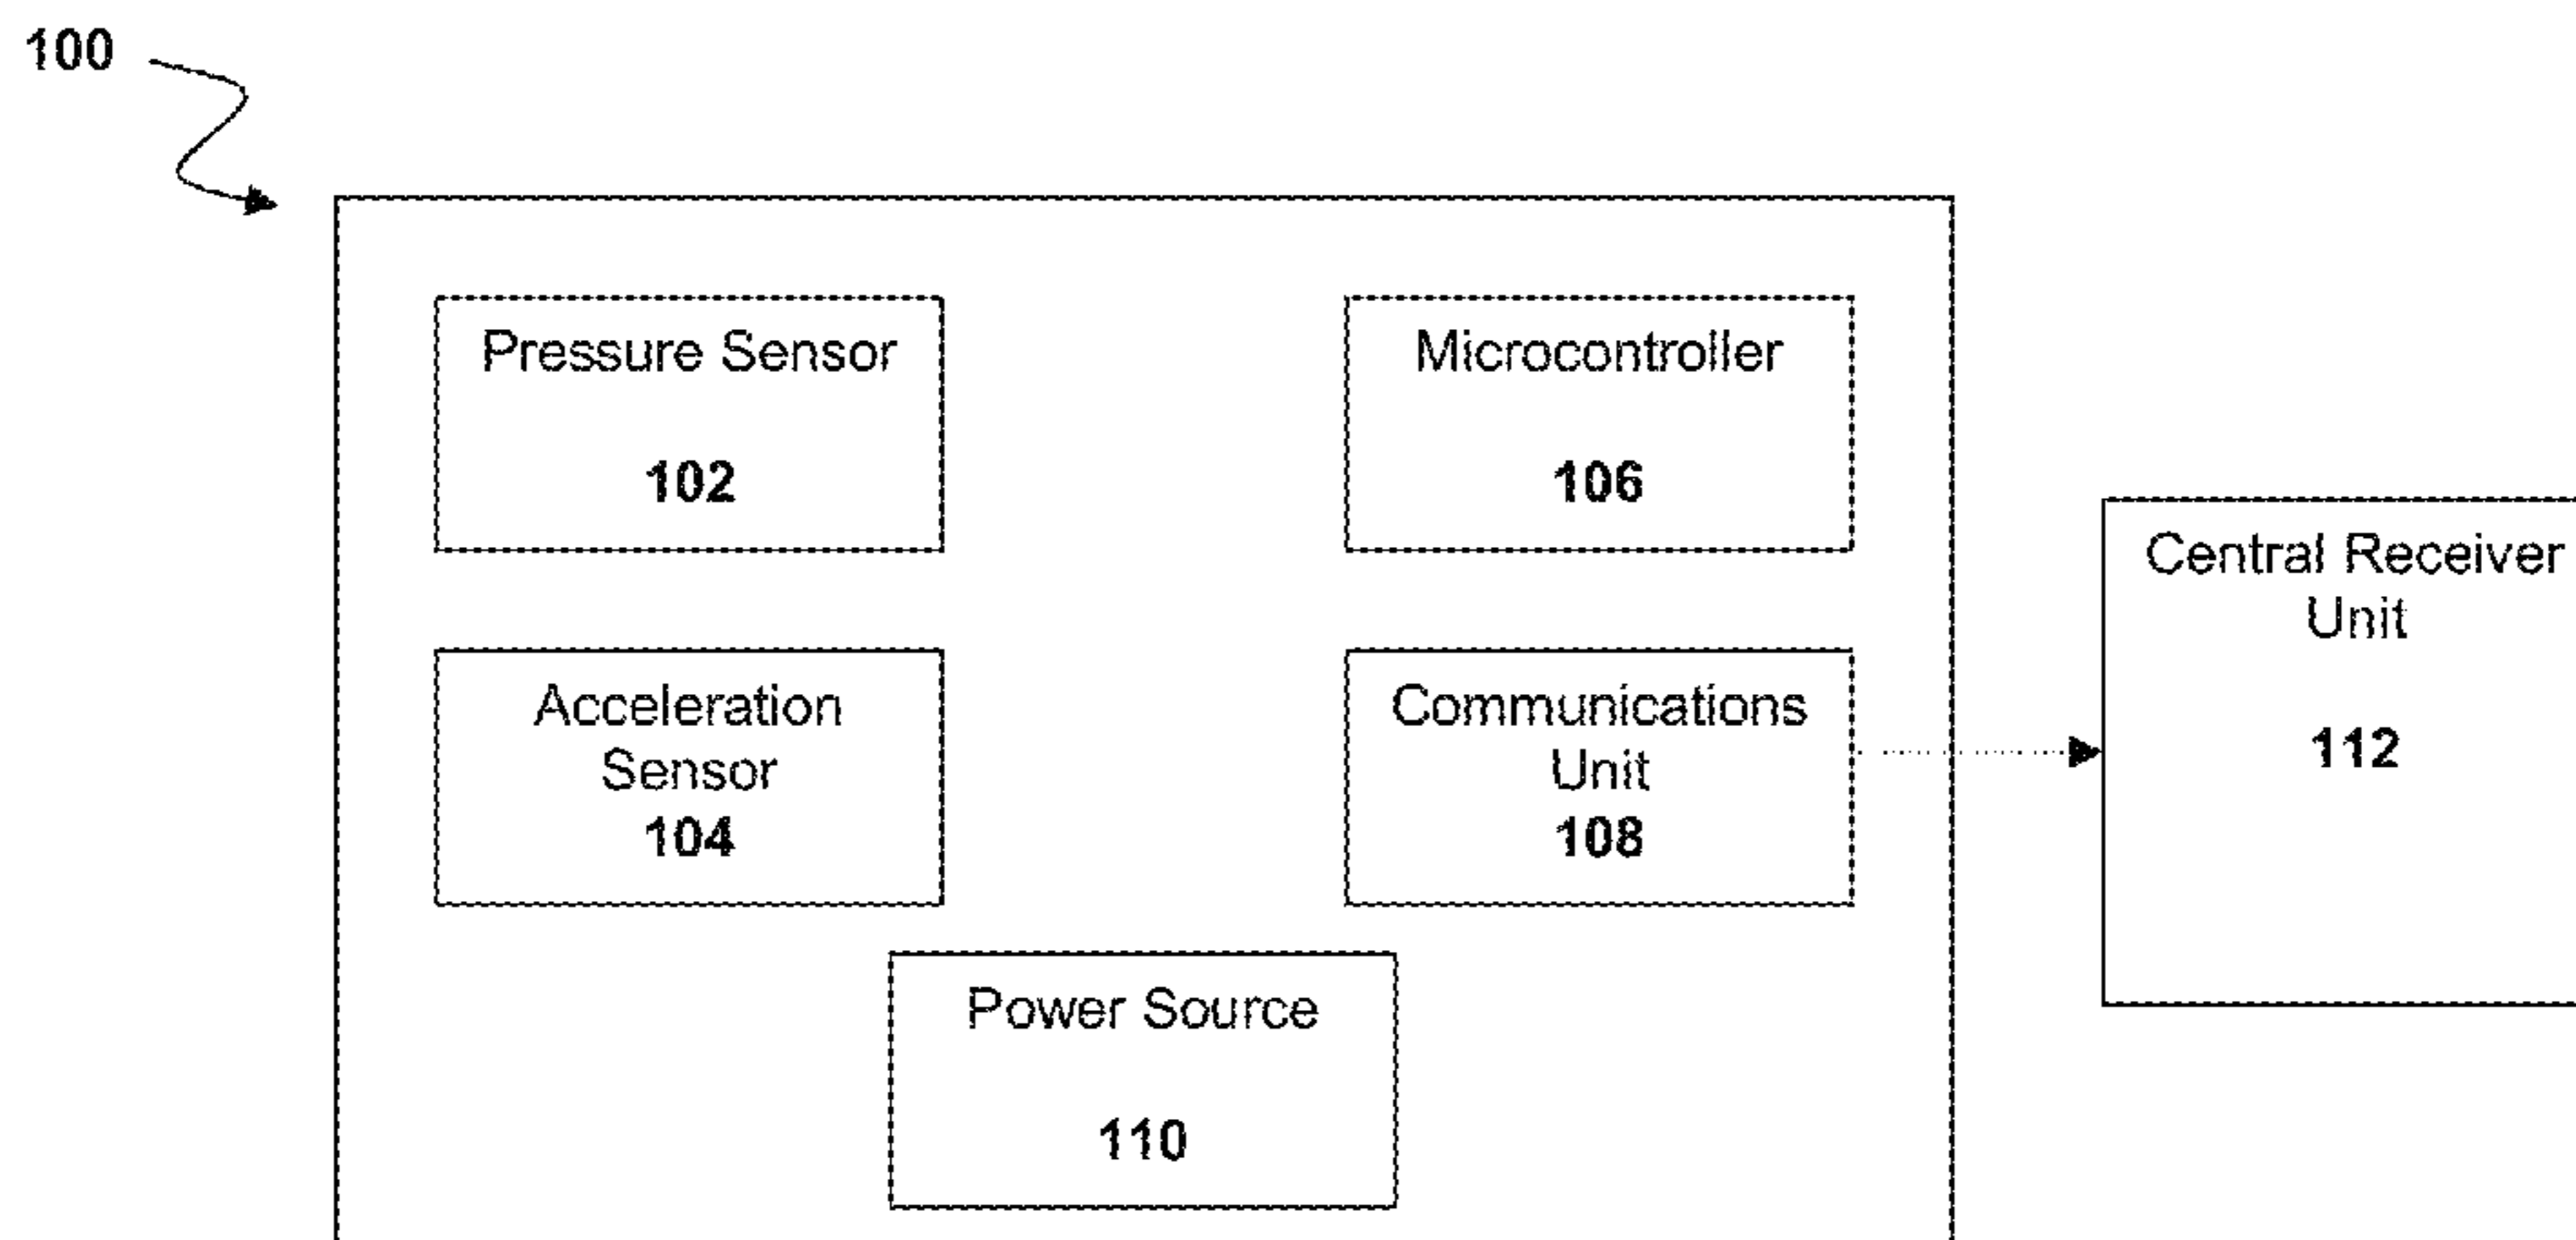 100
Pressure Sensor
102
Microcontroller
106
Acceleration
Sensor
104
Communications
Unit
108
Central Receiver
Unit
112
Power Source
110